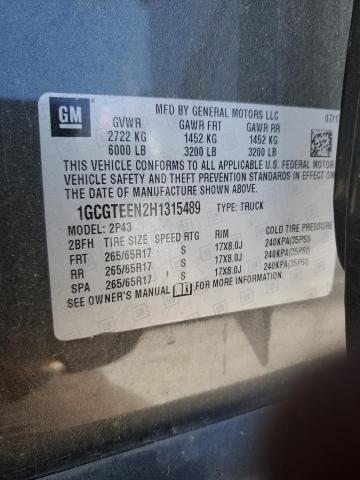 GM
MFD BY GENERAL MOTORS LLC 07/1
GVWR GAWR FRT GAWR RR
2722 KG 1452 KG 1452 KG
6000 LB 3200 LB 3200 LB
THIS VEHICLE CONFORMS TO ALL APPLICABLE U.S. FEDERAL MOTOR
VEHICLE SAFETY AND THEFT PREVENTION STANDARDS IN EFFECT
DATE OF MANUFACTURE SHOWN
1GCGTEEN2H1315489 TYPE: TRUCK
MODEL: 2P43
2BFH TIRE SIZE SPEED RTG RIM COLD TIRE PRESSURE
FRT 265/65R17 S 17X8.0J 240KPA(35PSI)
RR 265/65R17 S 17X8.0J 240KPA(35PSI)
SPA 265/65R17 S 17X8.0J 240KPA(35PSI)
SEE OWNER'S MANUAL FOR MORE INFORMATION.